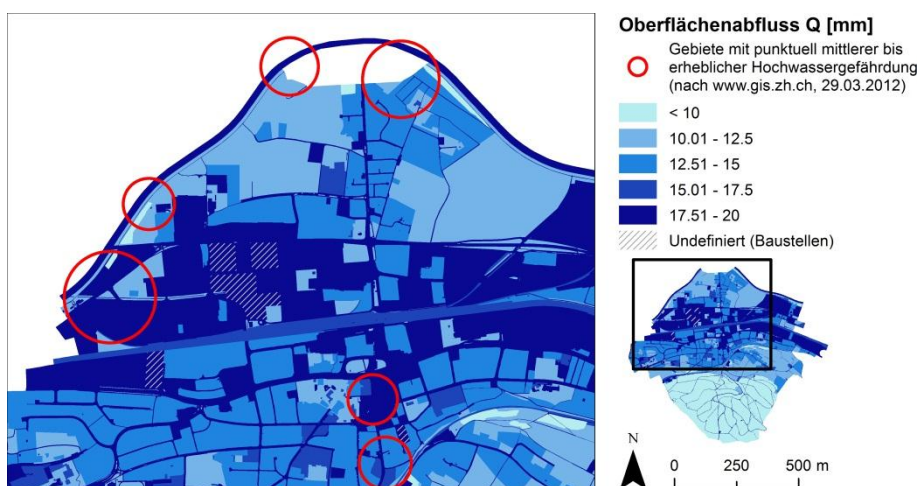 Oberflächenabfluss Q [mm]
Gebiete mit punktuell mittlerer bis
erheblicher Hochwassergefährdung
(nach www.gis.zh.ch, 29.03.2012)
< 10
10.01 - 12.5
12.51 - 15
15.01 - 17.5
17.51 - 20
Undefiniert (Baustellen)
N
0 250 500 m